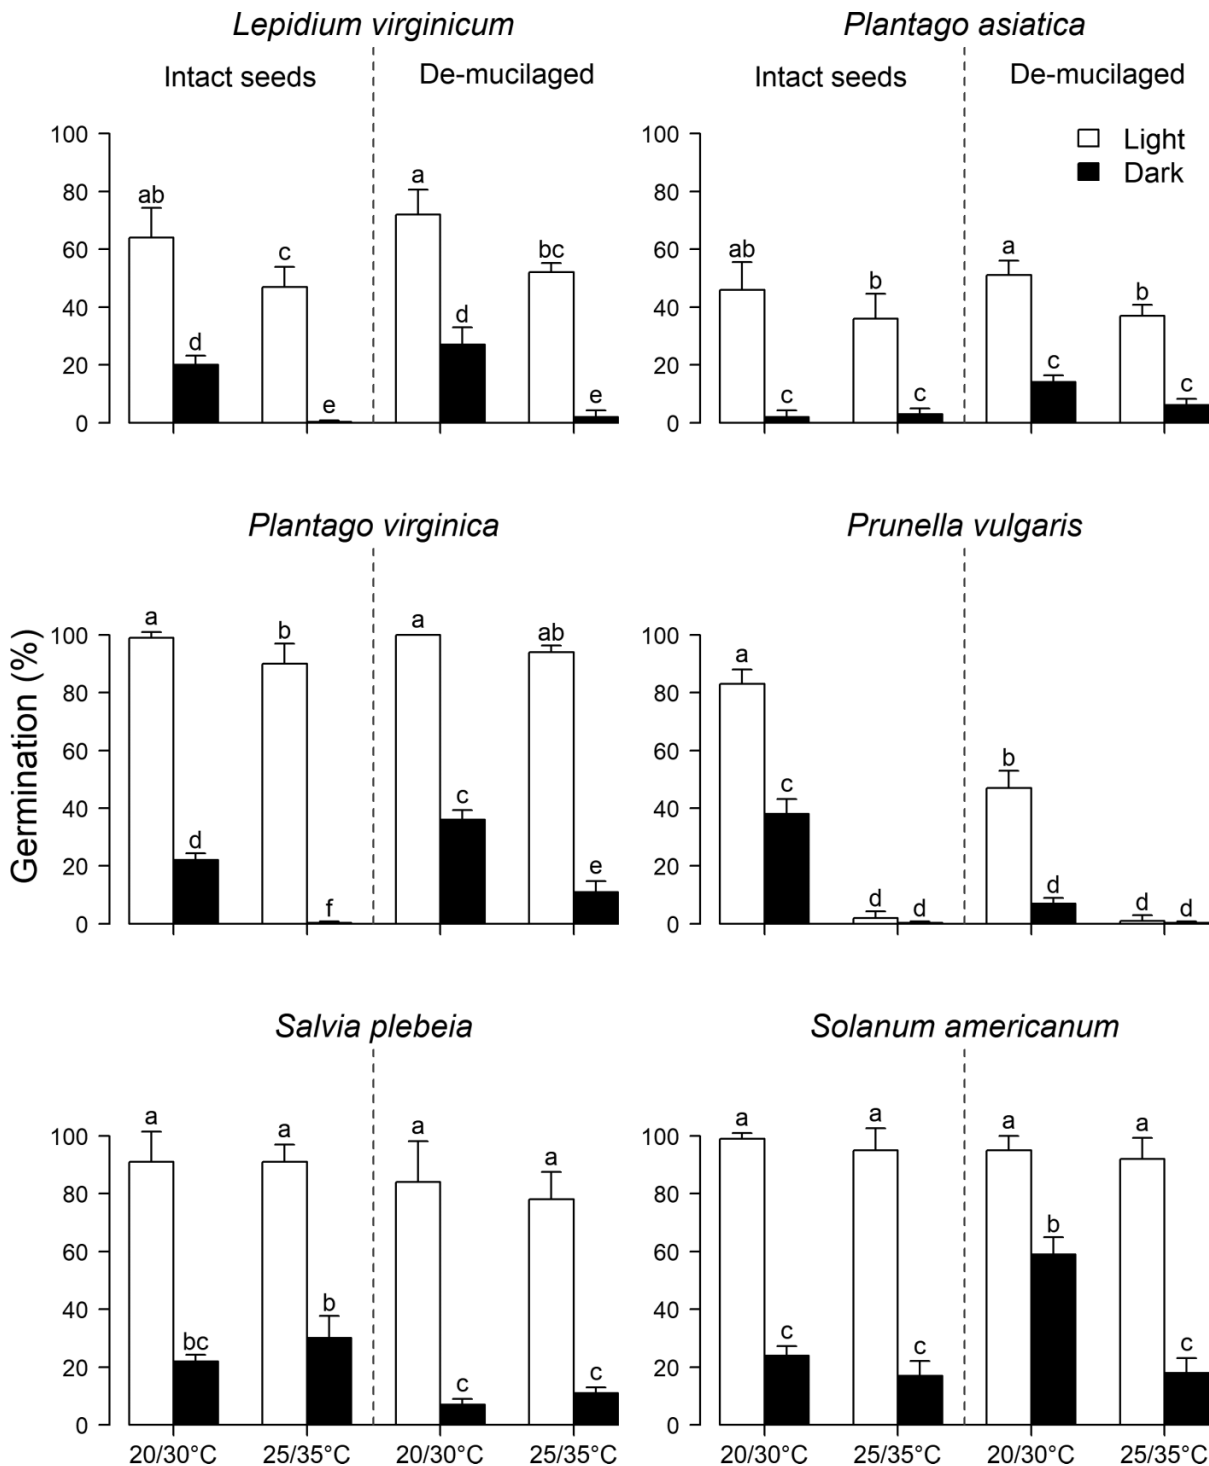 Lepidium virginicum
Intact seeds
De-mucilaged
100
80
60
40
20
0
ab
d
c
e
a
d
bc
e
Plantago asiatica
Intact seeds
De-mucilaged
Light
Dark
100
80
60
40
20
0
ab
c
b
c
a
c
b
c
Germination (%)
Plantago virginica
100
80
60
40
20
0
a
d
b
f
a
c
ab
e
Prunella vulgaris
100
80
60
40
20
0
a
c
d
d
b
d
d
d
Salvia plebeia
100
80
60
40
20
0
a
bc
a
b
a
c
a
c
20/30°C
25/35°C
20/30°C
25/35°C
Solanum americanum
100
80
60
40
20
0
a
c
a
c
a
b
a
c
20/30°C
25/35°C
20/30°C
25/35°C